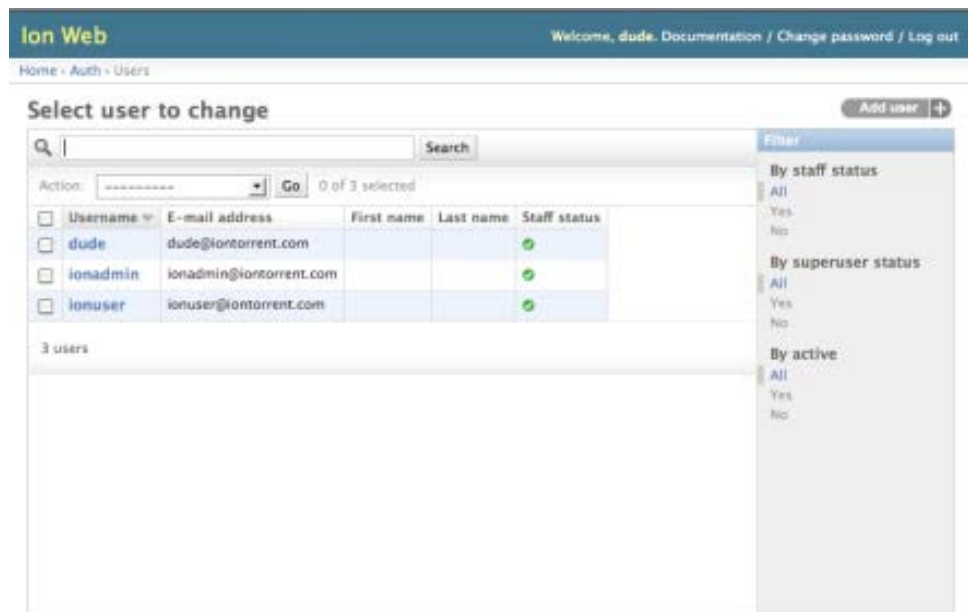 Ion Web
Welcome, dude. Documentation / Change password / Log out
Home › Auth › Users
Select user to change
Add user +
Search
Action: --------- Go 0 of 3 selected
Username E-mail address First name Last name Staff status
dude dude@iontorrent.com
ionadmin ionadmin@iontorrent.com
ionuser ionuser@iontorrent.com
3 users
Filter
By staff status
All
Yes
No
By superuser status
All
Yes
No
By active
All
Yes
No